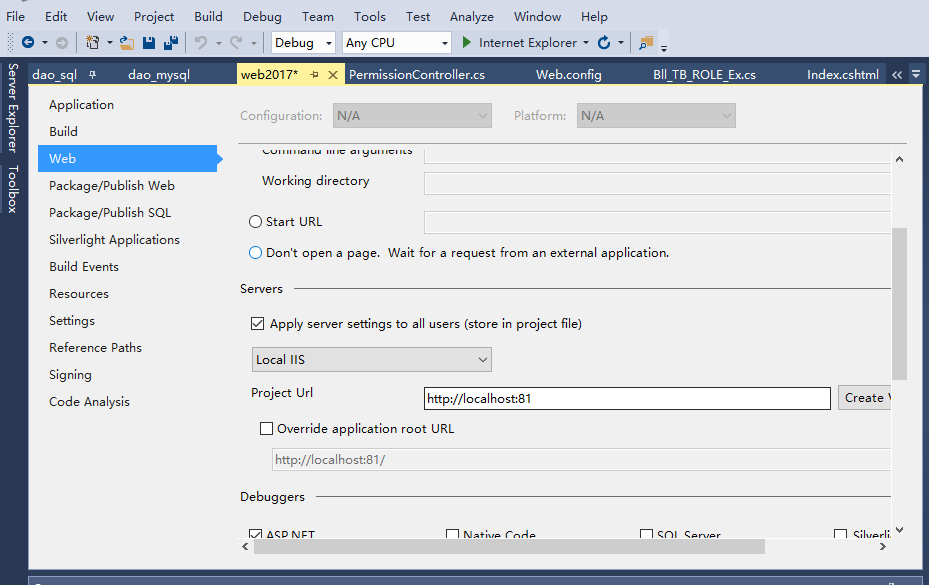 File Edit View Project Build Debug Team Tools Test Analyze Window Help
Debug Any CPU Internet Explorer
Server Explorer
Toolbox
dao_sql dao_mysql web2017* PermissionController.cs Web.config Bll_TB_ROLE_Ex.cs Index.cshtml
Application
Build
Web
Package/Publish Web
Package/Publish SQL
Silverlight Applications
Build Events
Resources
Settings
Reference Paths
Signing
Code Analysis
Configuration: N/A Platform: N/A
Command line arguments
Working directory
Start URL
Don't open a page. Wait for a request from an external application.
Servers
Apply server settings to all users (store in project file)
Local IIS
Project Url http://localhost:81 Create
Override application root URL
http://localhost:81/
Debuggers
ASP.NET Native Code SQL Server